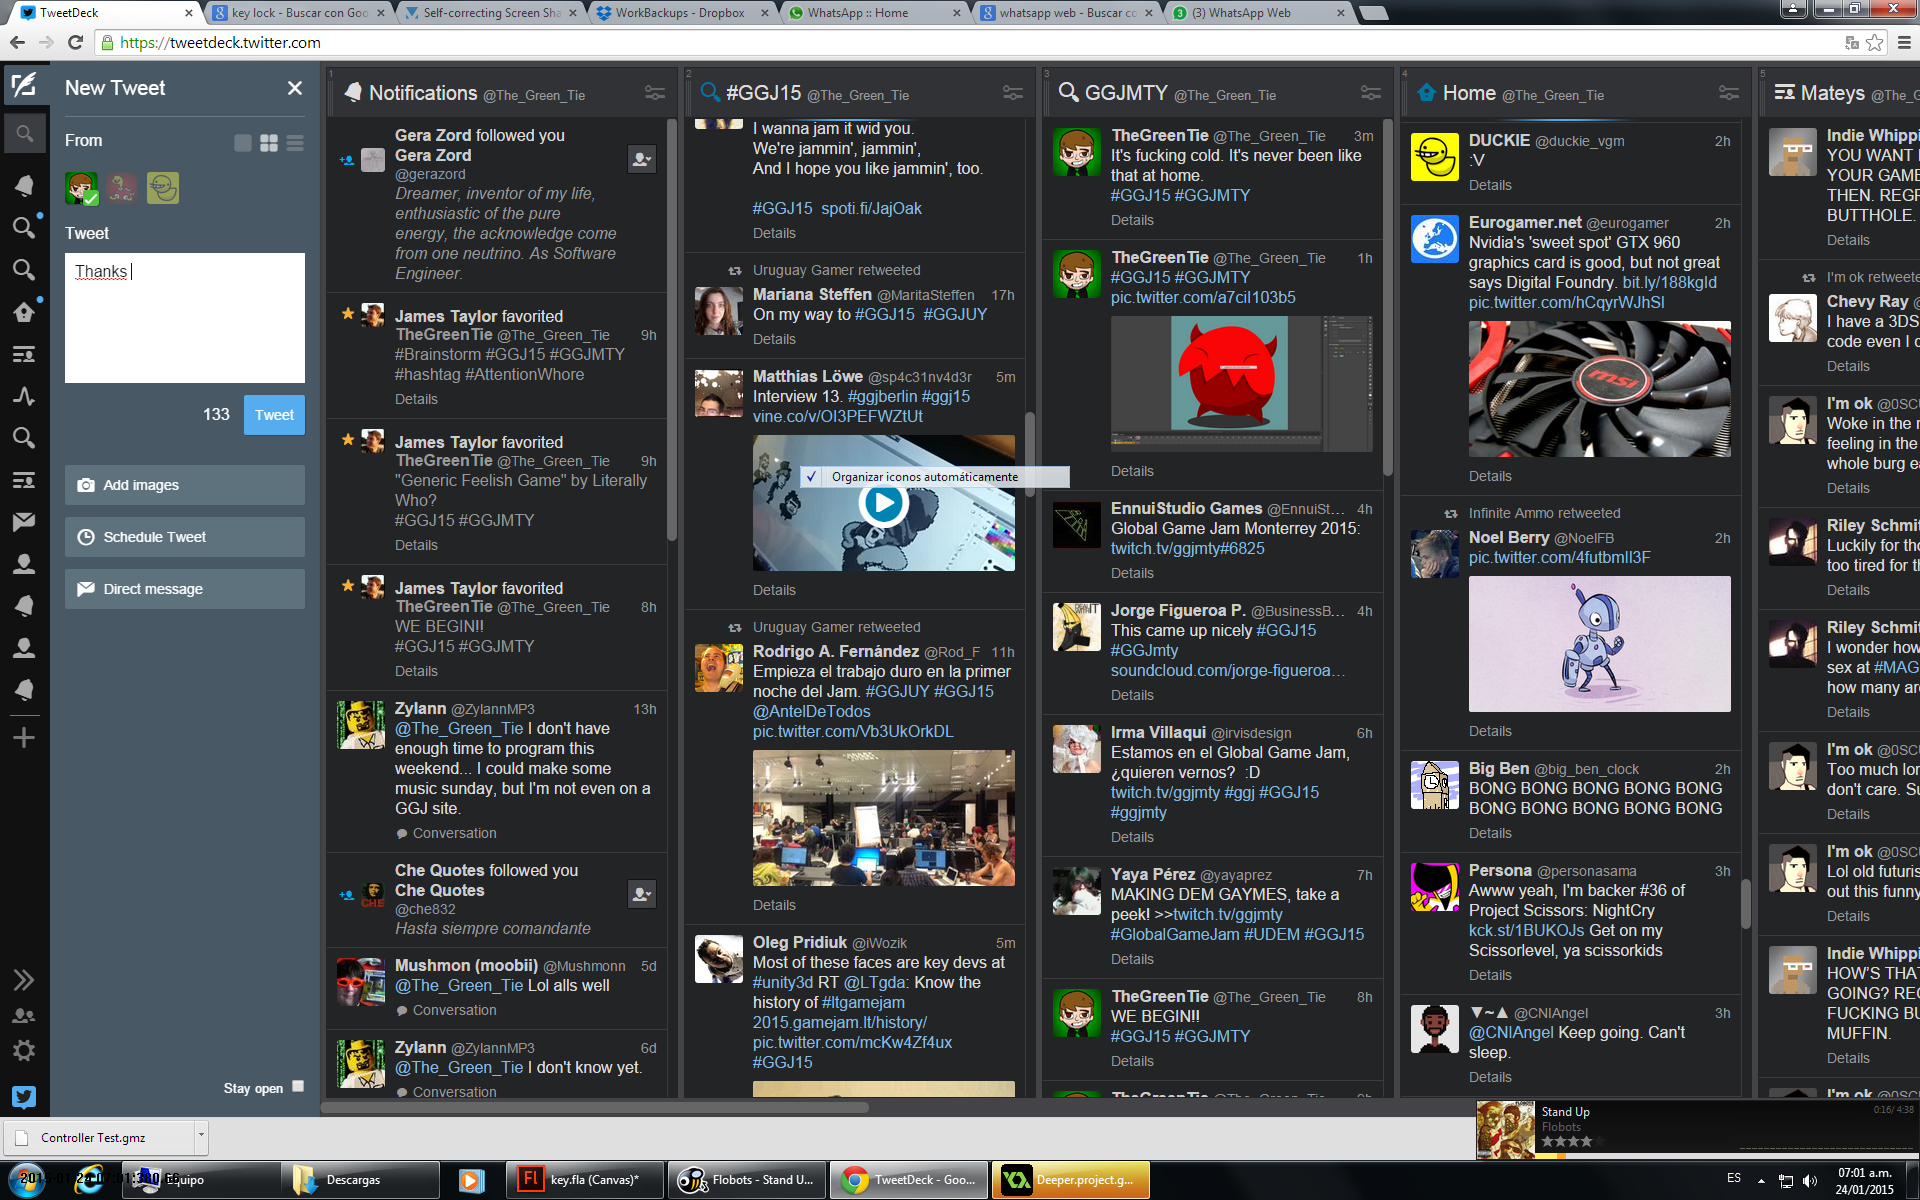 TweetDeck
key lock - Buscar con Goo
Self-correcting Screen Sha
WorkBackups - Dropbox
WhatsApp :: Home
whatsapp web - Buscar co
(3) WhatsApp Web
https://tweetdeck.twitter.com
New Tweet
From
Tweet
Thanks
133
Tweet
Add images
Schedule Tweet
Direct message
Stay open
1
Notifications @The_Green_Tie
Gera Zord followed you
Gera Zord
@gerazord
Dreamer, inventor of my life,
enthusiastic of the pure
energy, the acknowledge come
from one neutrino. As Software
Engineer.
James Taylor favorited
TheGreenTie @The_Green_Tie 9h
#Brainstorm #GGJ15 #GGJMTY
#hashtag #AttentionWhore
Details
James Taylor favorited
TheGreenTie @The_Green_Tie 9h
"Generic Feelish Game" by Literally
Who?
#GGJ15 #GGJMTY
Details
James Taylor favorited
TheGreenTie @The_Green_Tie 8h
WE BEGIN!!
#GGJ15 #GGJMTY
Details
Zylann @ZylannMP3 13h
@The_Green_Tie I don't have
enough time to program this
weekend... I could make some
music sunday, but I'm not even on a
GGJ site.
Conversation
Che Quotes followed you
Che Quotes
@che832
Hasta siempre comandante
Mushmon (moobii) @Mushmonn 5d
@The_Green_Tie Lol alls well
Conversation
Zylann @ZylannMP3 6d
@The_Green_Tie I don't know yet.
Conversation
2
#GGJ15 @The_Green_Tie
I wanna jam it wid you.
We're jammin', jammin',
And I hope you like jammin', too.
#GGJ15 spoti.fi/JajOak
Details
Uruguay Gamer retweeted
Mariana Steffen @MaritaSteffen 17h
On my way to #GGJ15 #GGJUY
Details
Matthias Löwe @sp4c31nv4d3r 5m
Interview 13. #ggjberlin #ggj15
vine.co/v/OI3PEFWZtUt
Organizar iconos automáticamente
Details
Uruguay Gamer retweeted
Rodrigo A. Fernández @Rod_F 11h
Empieza el trabajo duro en la primer
noche del Jam. #GGJUY #GGJ15
@AntelDeTodos
pic.twitter.com/Vb3UkOrkDL
Details
Oleg Pridiuk @iWozik 5m
Most of these faces are key devs at
#unity3d RT @LTgda: Know the
history of #ltgamejam
2015.gamejam.lt/history/
pic.twitter.com/mcKw4Zf4ux
#GGJ15
3
GGJMTY @The_Green_Tie
TheGreenTie @The_Green_Tie 3m
It's fucking cold. It's never been like
that at home.
#GGJ15 #GGJMTY
Details
TheGreenTie @The_Green_Tie 1h
#GGJ15 #GGJMTY
pic.twitter.com/a7ciI103b5
Details
EnnuiStudio Games @EnnuiSt... 4h
Global Game Jam Monterrey 2015:
twitch.tv/ggjmty#6825
Details
Jorge Figueroa P. @BusinessB... 4h
This came up nicely #GGJ15
#GGJmty
soundcloud.com/jorge-figueroa...
Details
Irma Villaqui @irvisdesign 6h
Estamos en el Global Game Jam,
¿quieren vernos? :D
twitch.tv/ggjmty #ggj #GGJ15
#ggjmty
Details
Yaya Pérez @yayaprez 7h
MAKING DEM GAYMES, take a
peek! >>twitch.tv/ggjmty
#GlobalGameJam #UDEM #GGJ15
Details
TheGreenTie @The_Green_Tie 8h
WE BEGIN!!
#GGJ15 #GGJMTY
Details
TheGreenTie @The_Green_Tie
4
Home @The_Green_Tie
DUCKIE @duckie_vgm 2h
:V
Details
Eurogamer.net @eurogamer 2h
Nvidia's 'sweet spot' GTX 960
graphics card is good, but not great
says Digital Foundry. bit.ly/188kgId
pic.twitter.com/hCqyrWJhSI
msi
Details
Infinite Ammo retweeted
Noel Berry @NoelFB 2h
pic.twitter.com/4futbmIl3F
Details
Big Ben @big_ben_clock 2h
BONG BONG BONG BONG BONG
BONG BONG BONG BONG BONG
Details
Persona @personasama 3h
Awww yeah, I'm backer #36 of
Project Scissors: NightCry
kck.st/1BUKOJs Get on my
Scissorlevel, ya scissorkids
Details
▼~▲ @CNIAngel 3h
@CNIAngel Keep going. Can't
sleep.
Details
5
Mateys @The_G
Indie Whippi
YOU WANT
YOUR GAME
THEN. REGR
BUTTHOLE.
Details
I'm ok retweete
Chevy Ray
I have a 3DS
code even I c
Details
I'm ok @0SCU
Woke in the m
feeling in the
whole burg ea
Details
Riley Schmit
Luckily for tho
too tired for th
Details
Riley Schmit
I wonder how
sex at #MAG
how many are
Details
I'm ok @0SCU
Too much lon
don't care. Su
Details
I'm ok @0SCU
Lol old futuris
out this funny
Details
Indie Whippi
HOW'S THAT
GOING? REG
FUCKING BU
MUFFIN.
Details
I'm ok @0SCU
Stand Up
Flobots
0:16/ 4:38
Controller Test.gmz
Equipo
Descargas
key.fla (Canvas)*
Flobots - Stand U...
TweetDeck - Goo...
Deeper.project.g...
ES
07:01 a.m.
24/01/2015